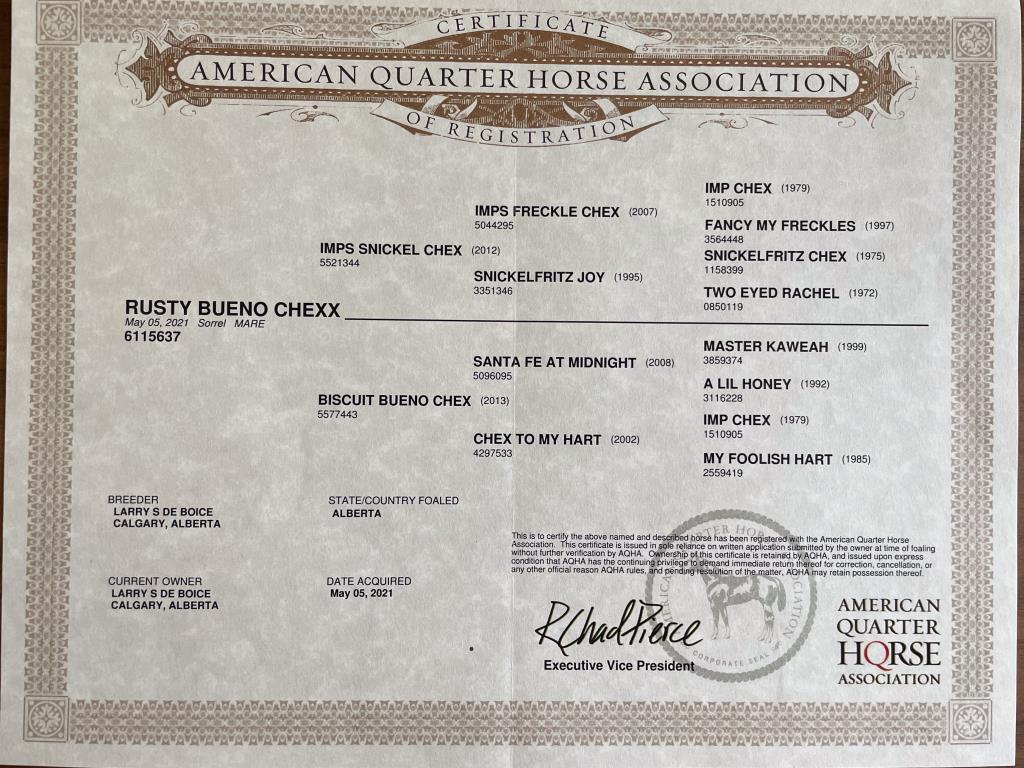 CERTIFICATE
AMERICAN QUARTER HORSE ASSOCIATION
OF REGISTRATION
IMP CHEX (1979)
1510905
IMPS FRECKLE CHEX (2007)
5044295
FANCY MY FRECKLES (1997)
3564448
IMPS SNICKEL CHEX (2012)
5521344
SNICKELFRITZ CHEX (1975)
1158399
SNICKELFRITZ JOY (1995)
3351346
TWO EYED RACHEL (1972)
0850119
RUSTY BUENO CHEXX
May 05, 2021 Sorrel MARE
6115637
MASTER KAWEAH (1999)
3859374
SANTA FE AT MIDNIGHT (2008)
5096095
A LIL HONEY (1992)
3116228
BISCUIT BUENO CHEX (2013)
5577443
IMP CHEX (1979)
1510905
CHEX TO MY HART (2002)
4297533
MY FOOLISH HART (1985)
2559419
BREEDER
LARRY S DE BOICE
CALGARY, ALBERTA
STATE/COUNTRY FOALED
ALBERTA
This is to certify the above named and described horse has been registered with the American Quarter Horse
Association. This certificate is issued in sole reliance on written application submitted by the owner at time of foaling
without further verification by AQHA. Ownership of this certificate is retained by AQHA, and issued upon express
condition that AQHA has the continuing privilege to demand immediate return thereof for correction, cancellation, or
any other official reason AQHA rules, and pending resolution of the matter, AQHA may retain possession thereof.
CURRENT OWNER
LARRY S DE BOICE
CALGARY, ALBERTA
DATE ACQUIRED
May 05, 2021
R Chad Pierce
Executive Vice President
AMERICAN QUARTER HORSE ASSOCIATION
CORPORATE SEAL
AMERICAN
QUARTER
HORSE
ASSOCIATION